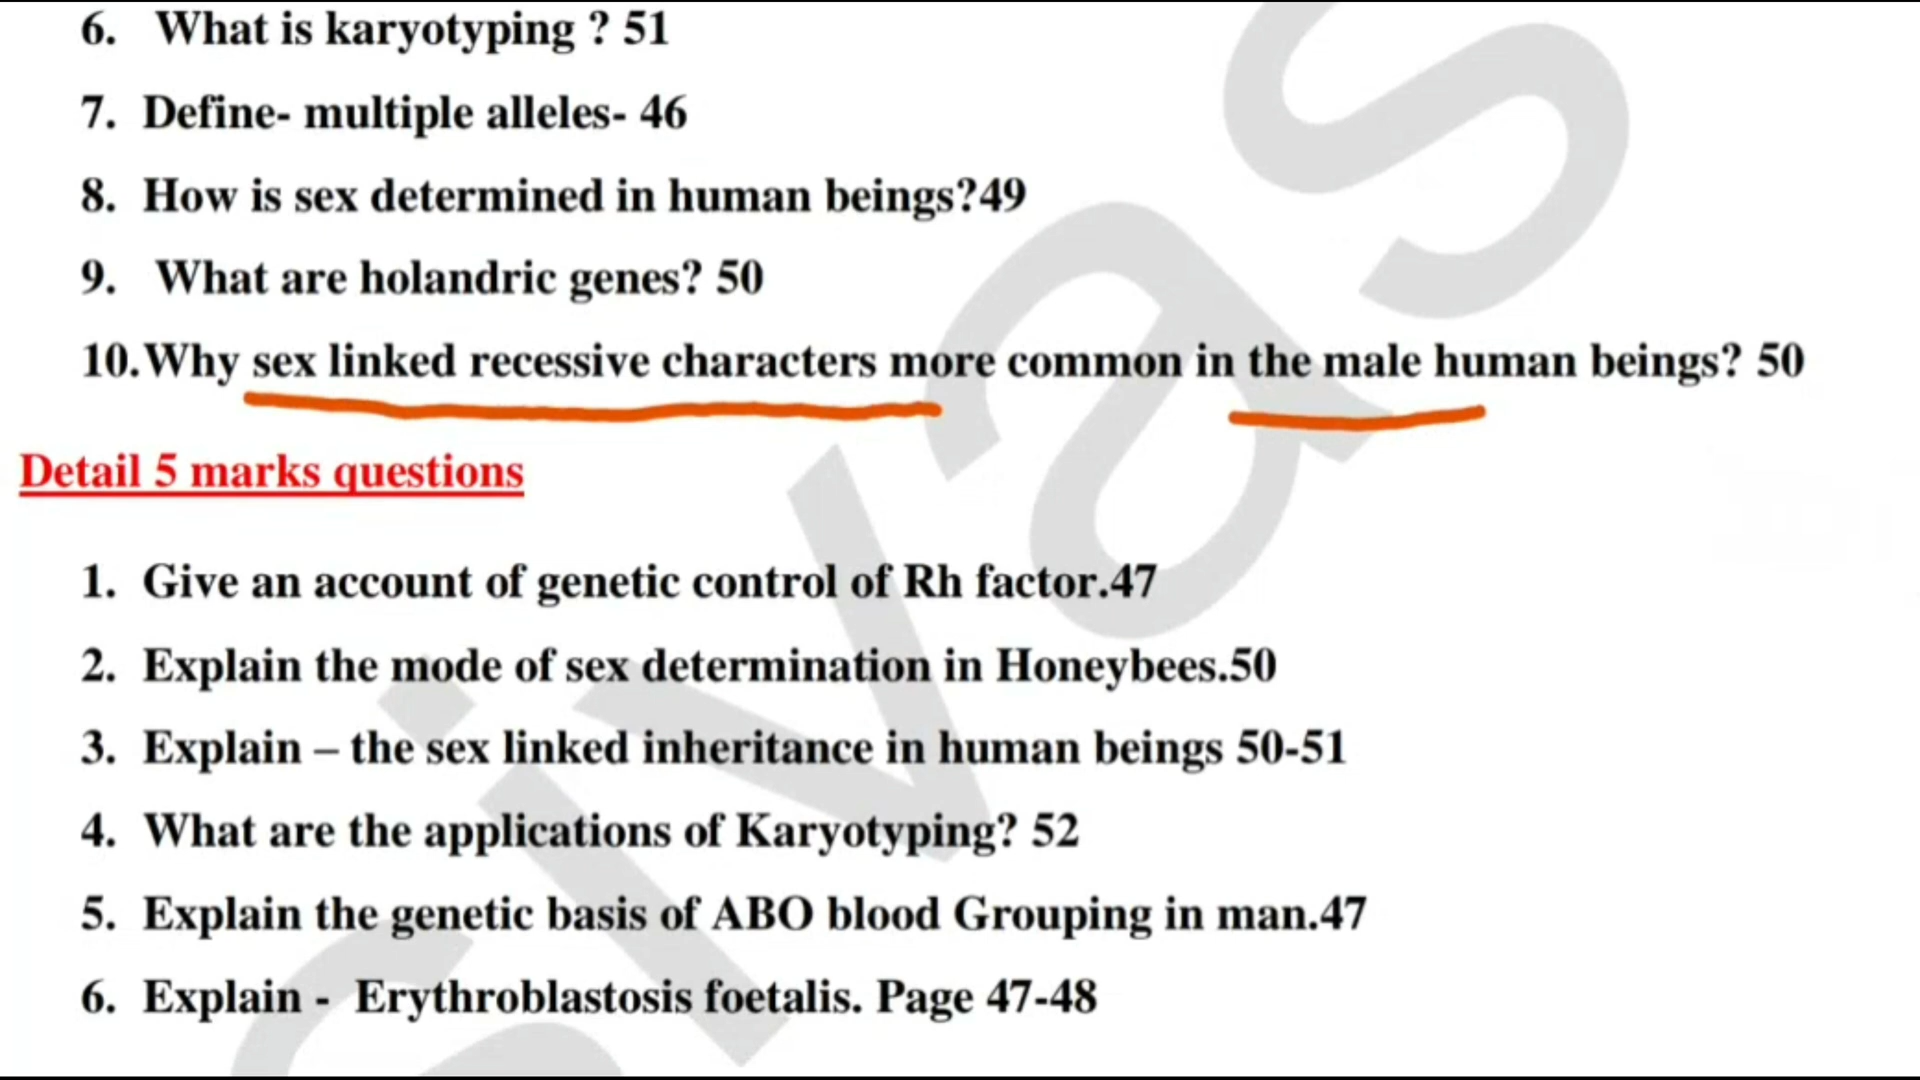 6. What is karyotyping ? 51
7. Define- multiple alleles- 46
8. How is sex determined in human beings?49
9. What are holandric genes? 50
10.Why sex linked recessive characters more common in the male human beings? 50
Detail 5 marks questions
1. Give an account of genetic control of Rh factor.47
2. Explain the mode of sex determination in Honeybees.50
3. Explain – the sex linked inheritance in human beings 50-51
4. What are the applications of Karyotyping? 52
5. Explain the genetic basis of ABO blood Grouping in man.47
6. Explain - Erythroblastosis foetalis. Page 47-48